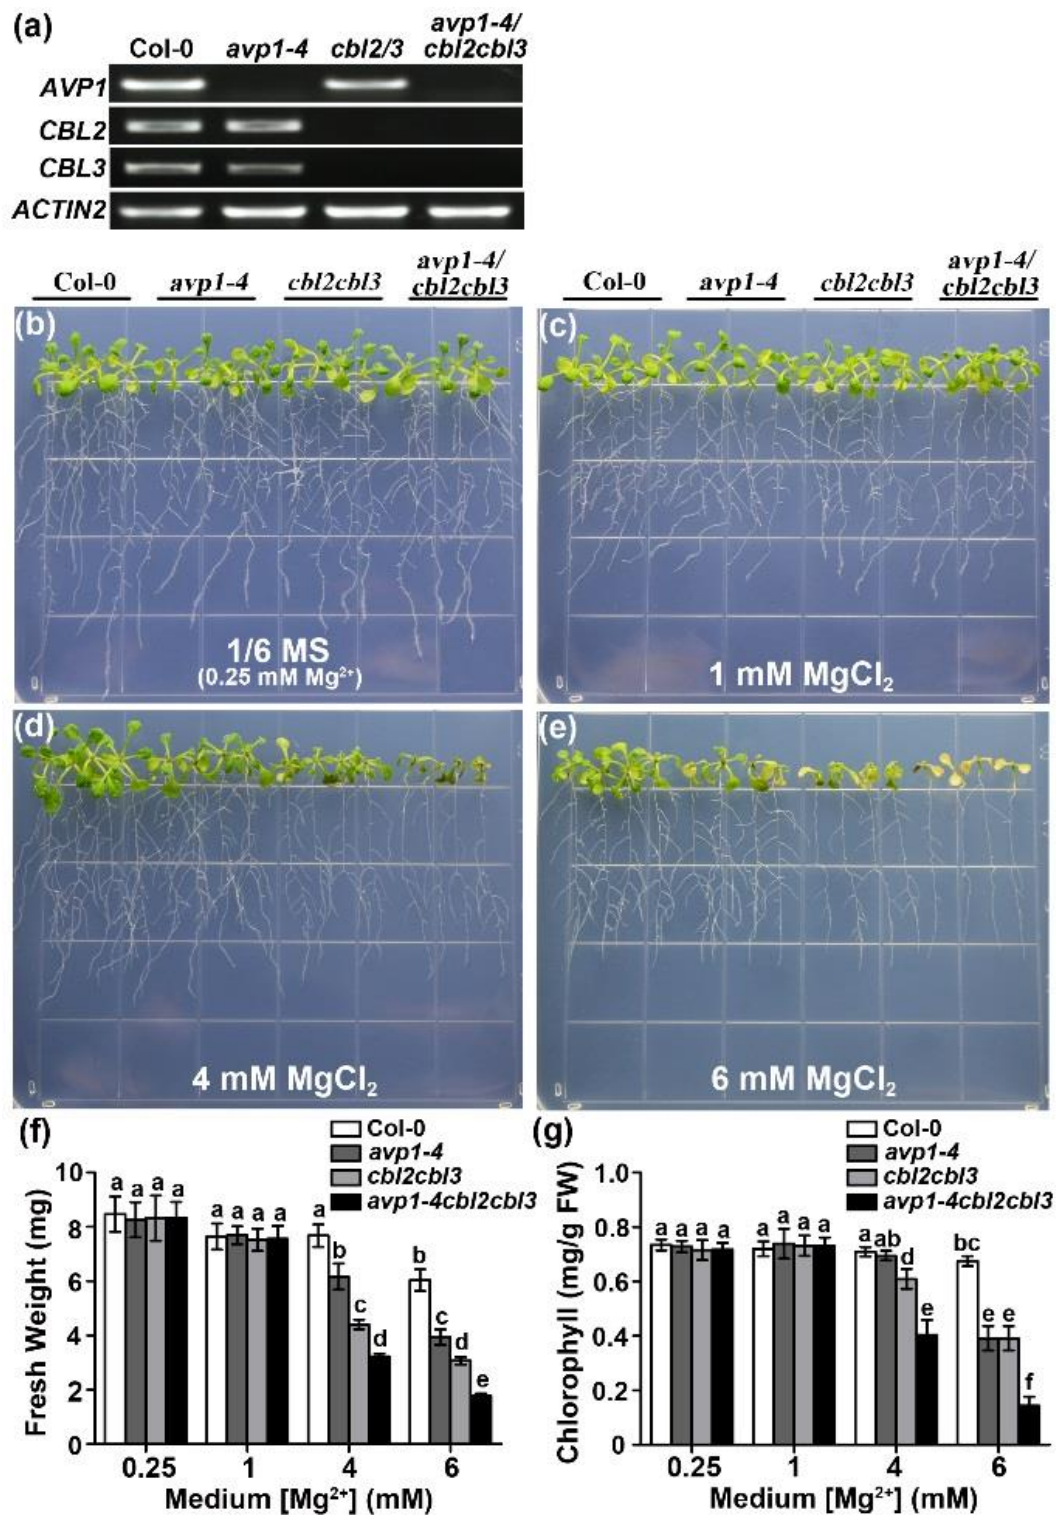 (a)
Col-0 avp1-4 cbl2/3 avp1-4/
cbl2cbl3
AVP1
CBL2
CBL3
ACTIN2
Col-0 avp1-4 cbl2cbl3 avp1-4/
cbl2cbl3
Col-0 avp1-4 cbl2cbl3 avp1-4/
cbl2cbl3
(b)
1/6 MS
(0.25 mM Mg²⁺)
(c)
1 mM MgCl₂
(d)
4 mM MgCl₂
(e)
6 mM MgCl₂
(f)
Col-0
avp1-4
cbl2cbl3
avp1-4cbl2cbl3
Fresh Weight (mg)
10
8
6
4
2
0
a a a a a a a a a b c d c c d e
0.25 1 4 6
Medium [Mg²⁺] (mM)
(g)
Col-0
avp1-4
cbl2cbl3
avp1-4cbl2cbl3
Chlorophyll (mg/g FW)
1.0
0.8
0.6
0.4
0.2
0
a a a a a a a a a ab d e bc e e f
0.25 1 4 6
Medium [Mg²⁺] (mM)